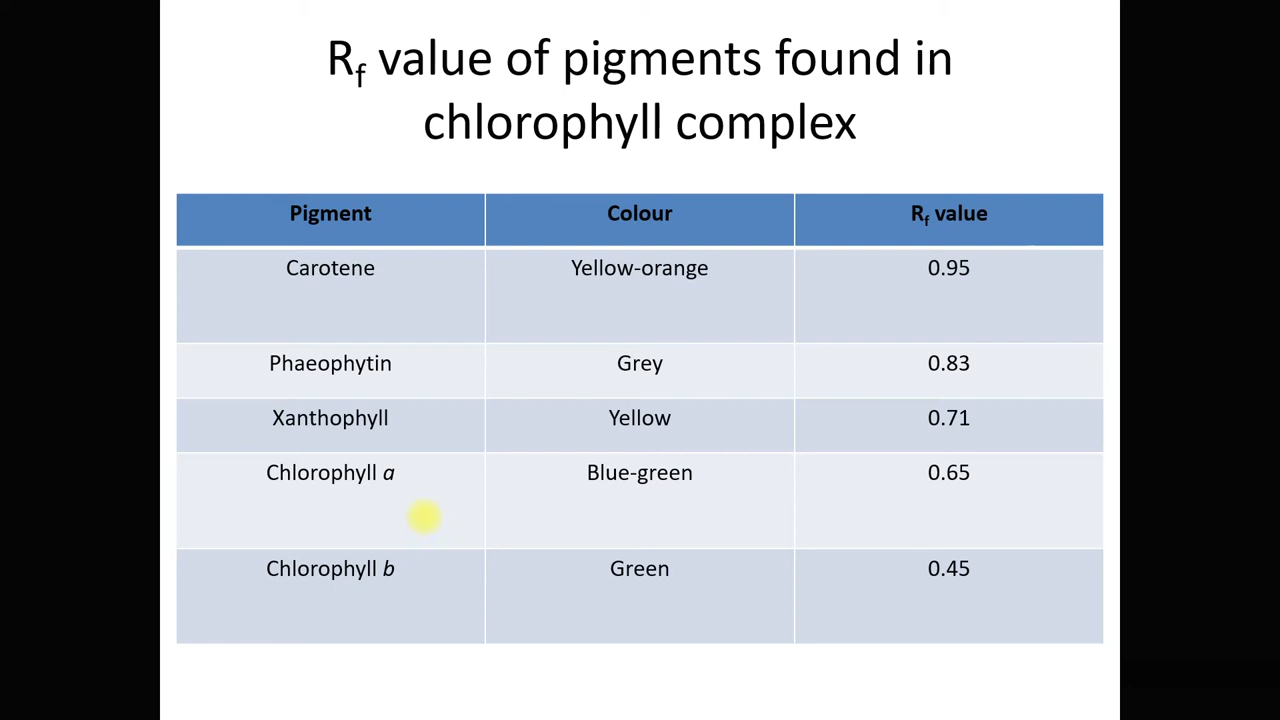 Rf value of pigments found in
chlorophyll complex
Pigment Colour Rf value
Carotene Yellow-orange 0.95
Phaeophytin Grey 0.83
Xanthophyll Yellow 0.71
Chlorophyll a Blue-green 0.65
Chlorophyll b Green 0.45